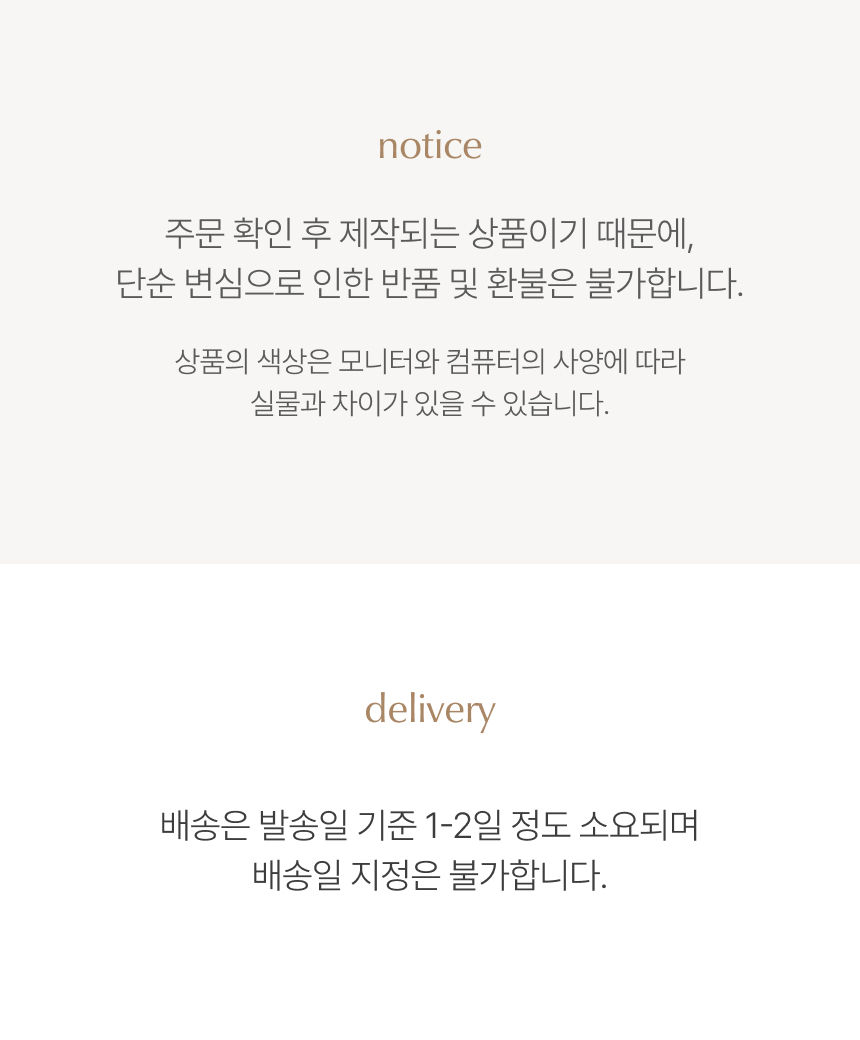 notice
주문 확인 후 제작되는 상품이기 때문에,
단순 변심으로 인한 반품 및 환불은 불가합니다.
상품의 색상은 모니터와 컴퓨터의 사양에 따라
실물과 차이가 있을 수 있습니다.
delivery
배송은 발송일 기준 1-2일 정도 소요되며
배송일 지정은 불가합니다.